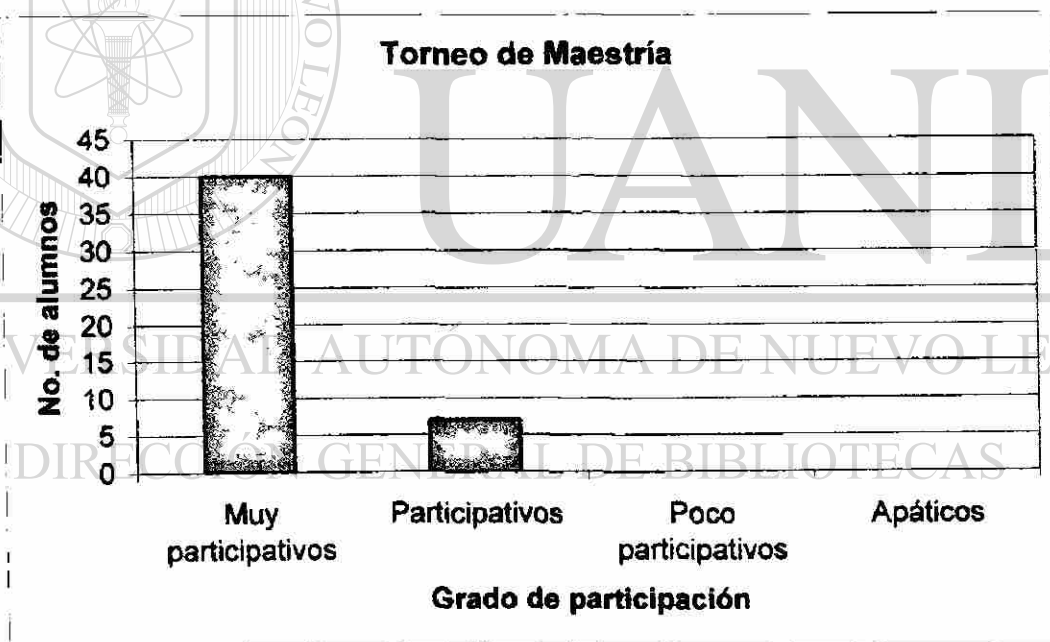 Torneo de Maestría
UANL
45
40
35
30
25
20
15
10
5
0
No. de alumnos
Muy participativos
Participativos
Poco participativos
Apáticos
Grado de participación
VERSIDAD AUTÓNOMA DE NUEVO LE
DIRECCIÓN GENERAL DE BIBLIOTECAS